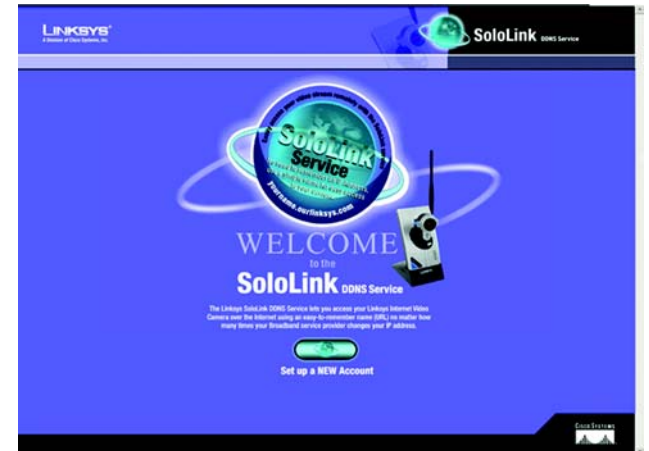 LINKSYS®
A Division of Cisco Systems, Inc.
SoloLink DDNS Service
SoloLink
Service
yourname.ourlinksys.com
WELCOME
to the
SoloLink DDNS Service
The Linksys SoloLink DDNS Service lets you access your Linksys Internet Video
Camera over the Internet using an easy-to-remember name (URL) no matter how
many times your Broadband service provider changes your IP address.
Set up a NEW Account
CISCO SYSTEMS